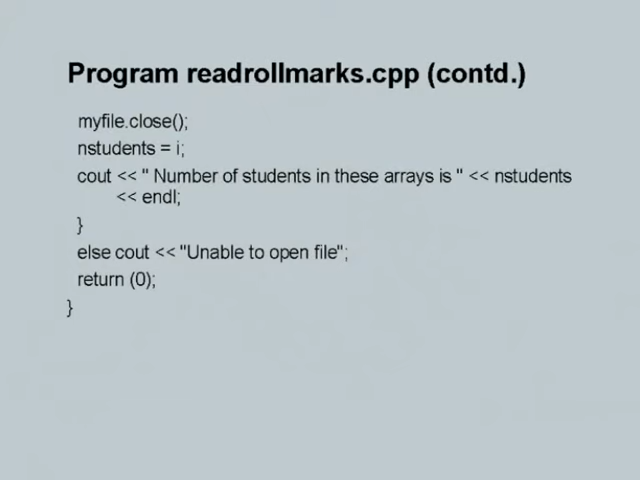 Program readrollmarks.cpp (contd.)
myfile.close();
nstudents = i;
cout << " Number of students in these arrays is " << nstudents
<< endl;
}
else cout << "Unable to open file";
return (0);
}